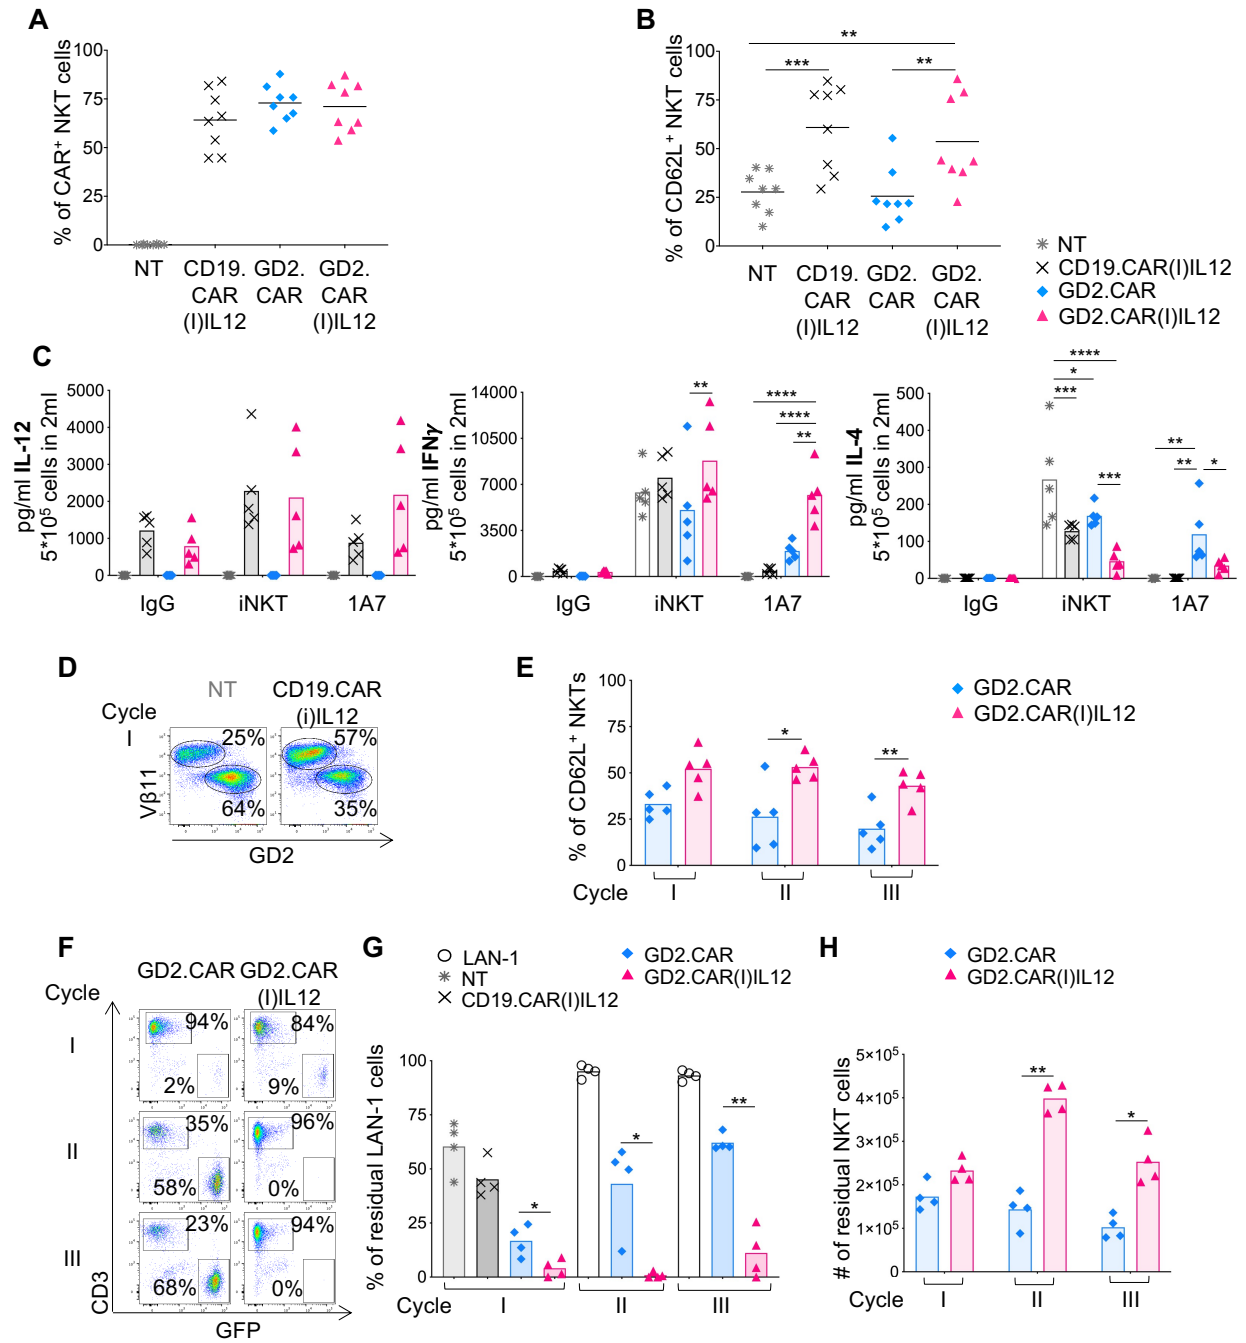 A
% of CAR⁺ NKT cells
100
75
50
25
0
NT
CD19.
CAR
(I)IL12
GD2.
CAR
GD2.
CAR
(I)IL12
B
% of CD62L⁺ NKT cells
100
75
50
25
0
**
***
**
NT
CD19.
CAR
(I)IL12
GD2.
CAR
GD2.
CAR
(I)IL12
NT
CD19.CAR(I)IL12
GD2.CAR
GD2.CAR(I)IL12
C
pg/ml IL-12
5*10⁵ cells in 2ml
5000
4000
3000
2000
1000
0
IgG
iNKT
1A7
pg/ml IFNγ
5*10⁵ cells in 2ml
14000
10500
7000
3500
0
**
****
****
**
IgG
iNKT
1A7
pg/ml IL-4
5*10⁵ cells in 2ml
500
400
300
200
100
0
****
*
***
***
**
**
*
IgG
iNKT
1A7
D
NT
CD19.CAR
(i)IL12
Cycle
I
25%
64%
57%
35%
Vβ11
GD2
E
% of CD62L⁺ NKTs
100
75
50
25
0
*
**
Cycle
I
II
III
GD2.CAR
GD2.CAR(I)IL12
F
GD2.CAR
GD2.CAR
(I)IL12
Cycle
I
94%
2%
84%
9%
II
35%
58%
96%
0%
III
23%
68%
94%
0%
CD3
GFP
G
LAN-1
NT
CD19.CAR(I)IL12
GD2.CAR
GD2.CAR(I)IL12
% of residual LAN-1 cells
100
75
50
25
0
*
*
**
Cycle
I
II
III
H
GD2.CAR
GD2.CAR(I)IL12
# of residual NKT cells
5×10⁵
4×10⁵
3×10⁵
2×10⁵
1×10⁵
0
**
*
Cycle
I
II
III